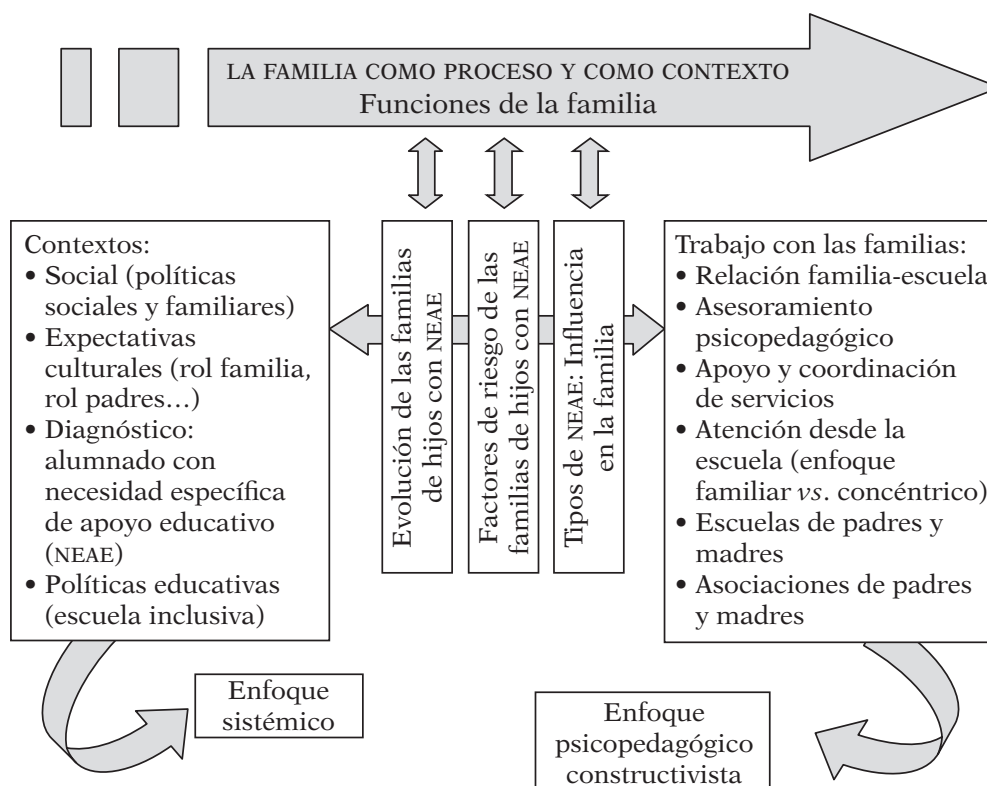 LA FAMILIA COMO PROCESO Y COMO CONTEXTO
Funciones de la familia
Contextos:
• Social (políticas
sociales y familiares)
• Expectativas
culturales (rol familia,
rol padres…)
• Diagnóstico:
alumnado con
necesidad específica
de apoyo educativo
(NEAE)
• Políticas educativas
(escuela inclusiva)
Evolución de las familias
de hijos con NEAE
Factores de riesgo de las
familias de hijos con NEAE
Tipos de NEAE: Influencia
en la familia
Trabajo con las familias:
• Relación familia-escuela
• Asesoramiento
psicopedagógico
• Apoyo y coordinación
de servicios
• Atención desde la
escuela (enfoque
familiar vs. concéntrico)
• Escuelas de padres y
madres
• Asociaciones de padres
y madres
Enfoque
sistémico
Enfoque
psicopedagógico
constructivista